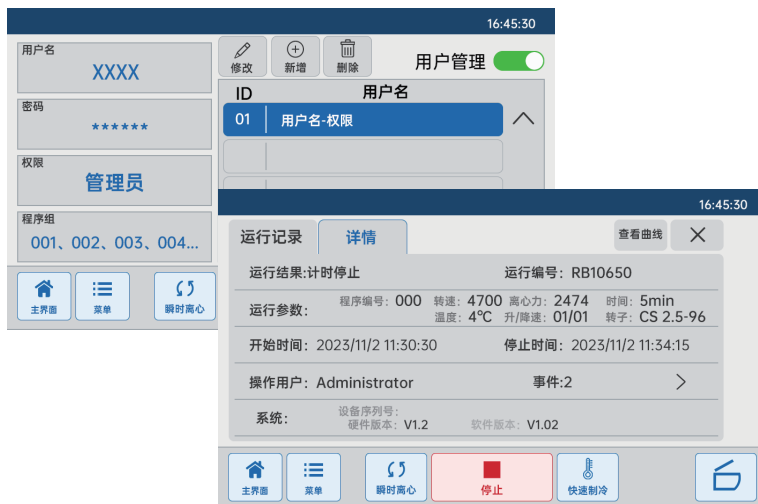 16:45:30
用户名
XXXX
密码
******
权限
管理员
程序组
001、002、003、004...
修改
新增
删除
用户管理
ID 用户名
01 用户名-权限
主界面
菜单
瞬时离心
16:45:30
运行记录
详情
查看曲线
运行结果:计时停止 运行编号：RB10650
运行参数： 程序编号：000 转速：4700 离心力：2474 时间：5min
温度：4℃ 升/降速：01/01 转子：CS 2.5-96
开始时间：2023/11/2 11:30:30 停止时间：2023/11/2 11:34:15
操作用户：Administrator 事件:2
系统： 设备序列号：
硬件版本：V1.2 软件版本：V1.02
主界面
菜单
瞬时离心
停止
快速制冷